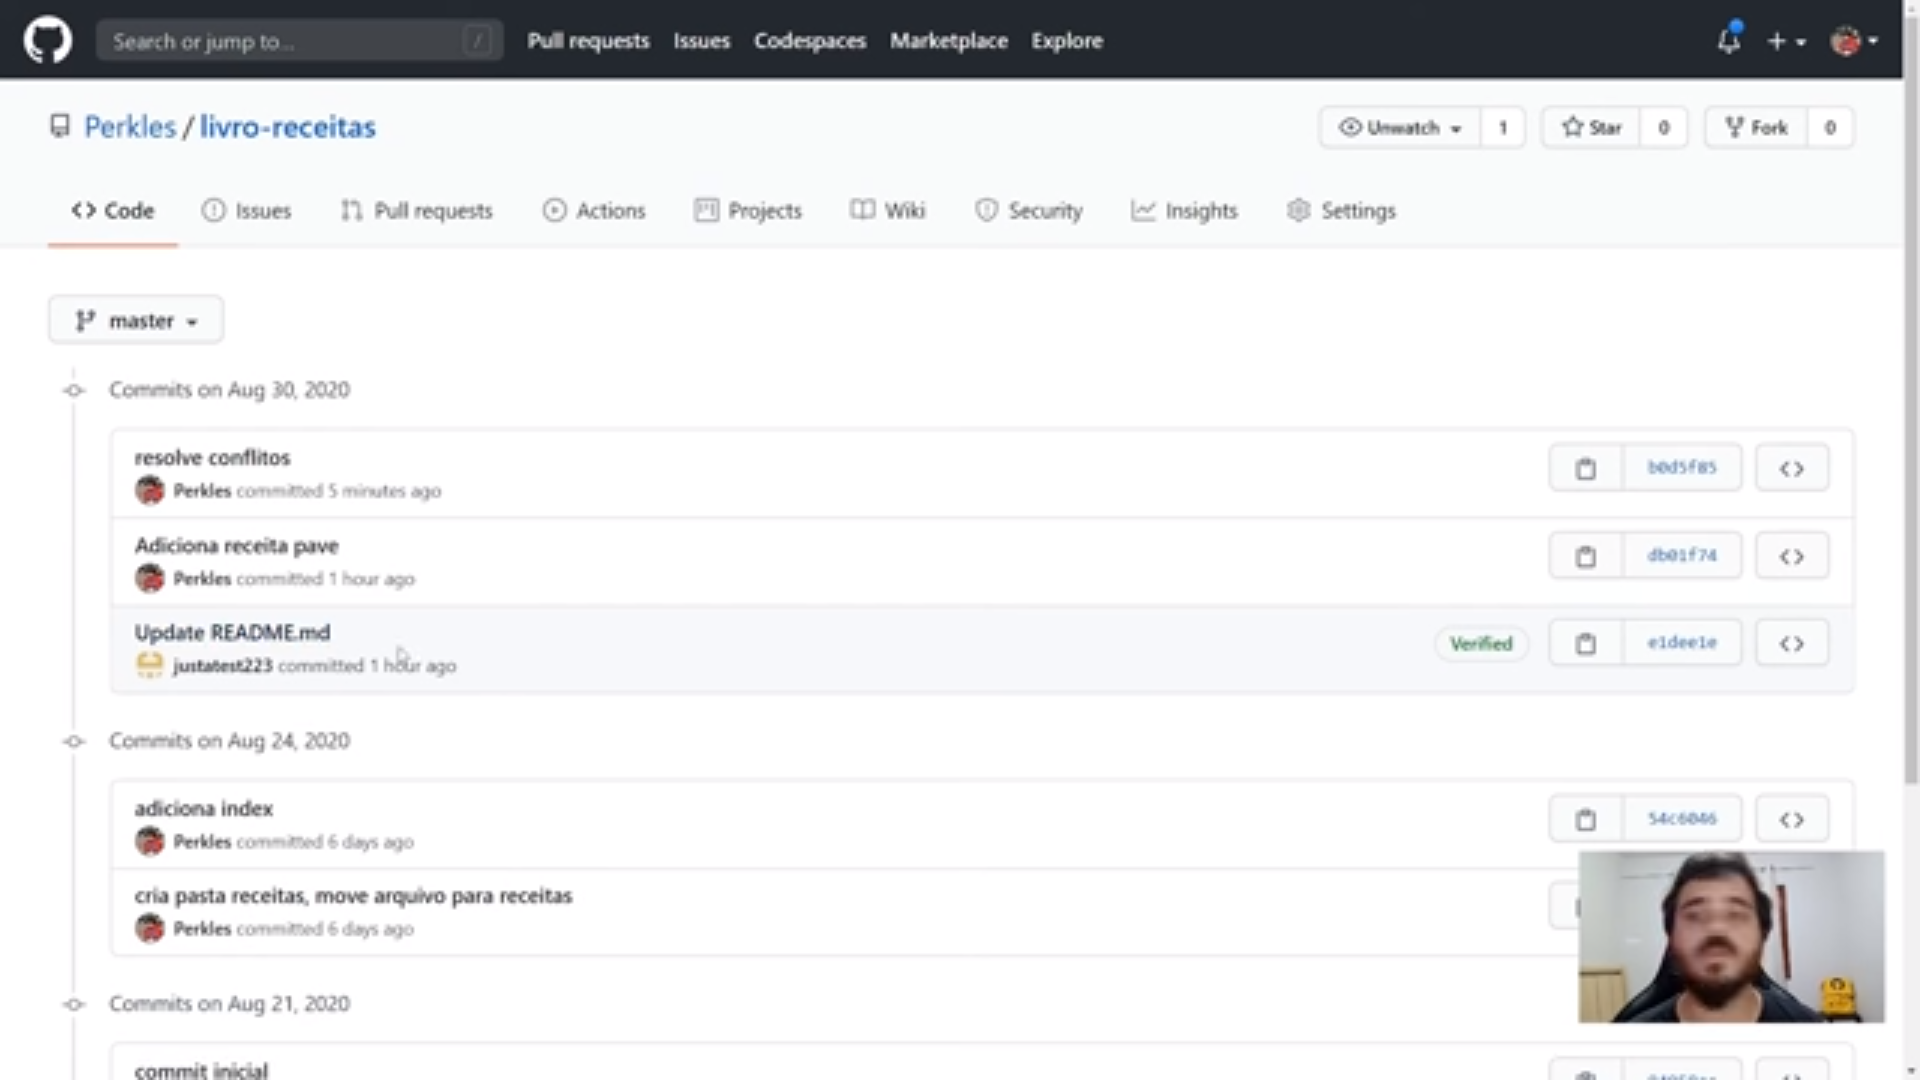 Search or jump to... / Pull requests Issues Codespaces Marketplace Explore
Perkles / livro-receitas Unwatch 1 Star 0 Fork 0
Code Issues Pull requests Actions Projects Wiki Security Insights Settings
master
Commits on Aug 30, 2020
resolve conflitos
Perkles committed 5 minutes ago
b0d5f85
Adiciona receita pave
Perkles committed 1 hour ago
db01f74
Update README.md
justatest223 committed 1 hour ago
Verified e1dee1e
Commits on Aug 24, 2020
adiciona index
Perkles committed 6 days ago
54c6046
cria pasta receitas, move arquivo para receitas
Perkles committed 6 days ago
Commits on Aug 21, 2020
commit inicial